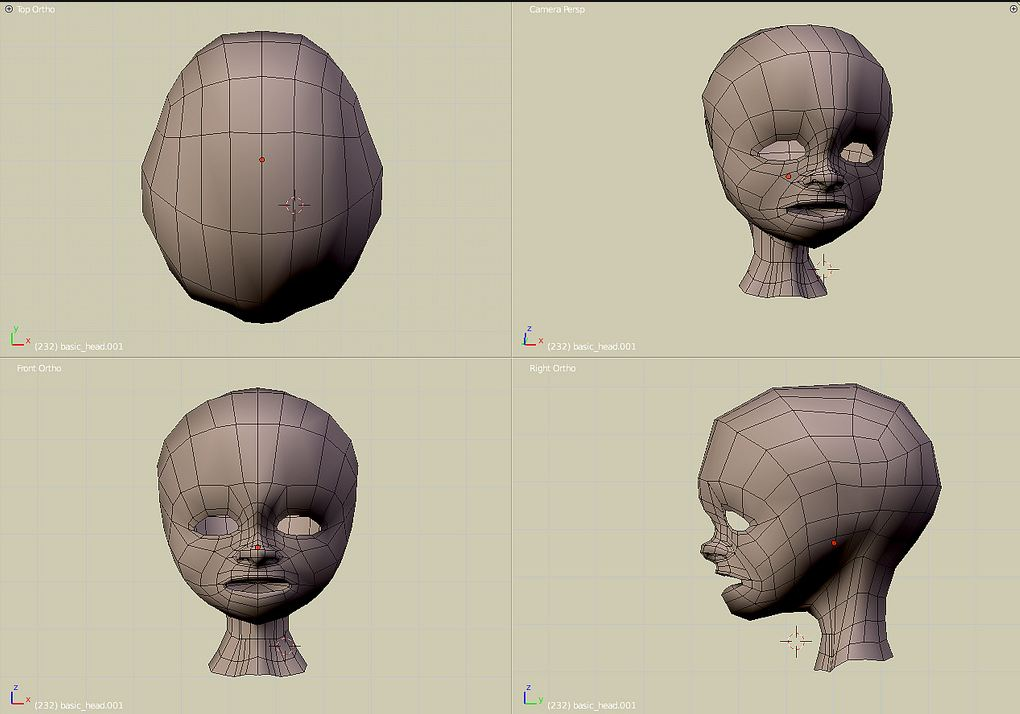 Top Ortho
Camera Persp
y
x
(232) basic_head.001
z
x
(232) basic_head.001
Front Ortho
Right Ortho
z
x
(232) basic_head.001
z
y
(232) basic_head.001